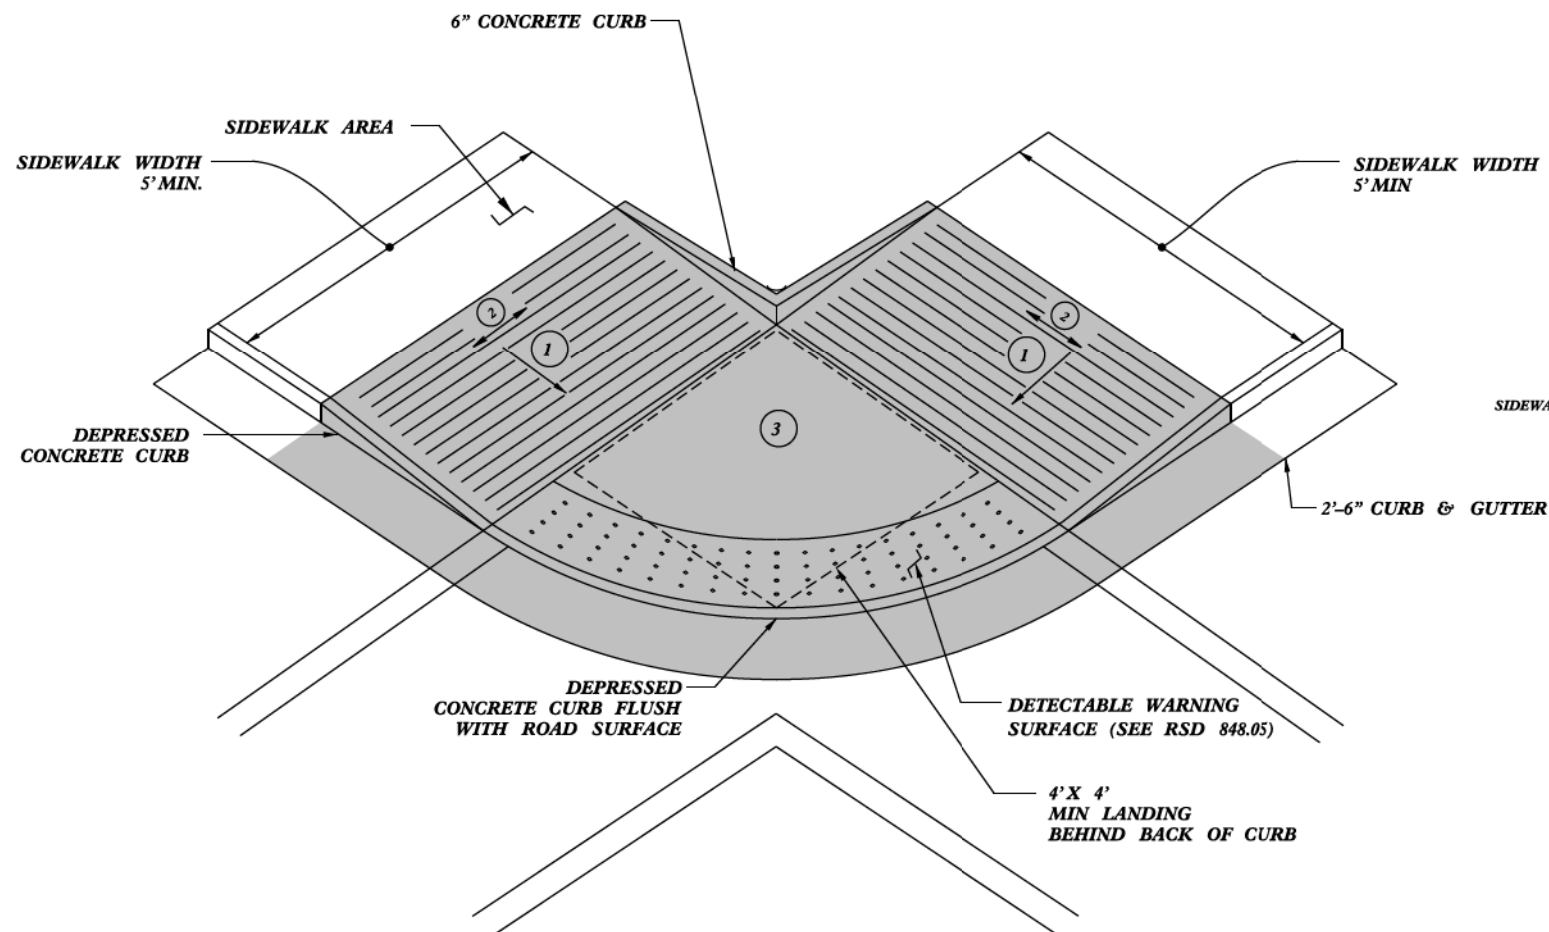 6” CONCRETE CURB
SIDEWALK AREA
SIDEWALK WIDTH
5’ MIN.
SIDEWALK WIDTH
5’ MIN
2
1
2
1
3
DEPRESSED
CONCRETE CURB
2’–6” CURB & GUTTER
DEPRESSED
CONCRETE CURB FLUSH
WITH ROAD SURFACE
DETECTABLE WARNING
SURFACE (SEE RSD 848.05)
4’ X 4’
MIN LANDING
BEHIND BACK OF CURB